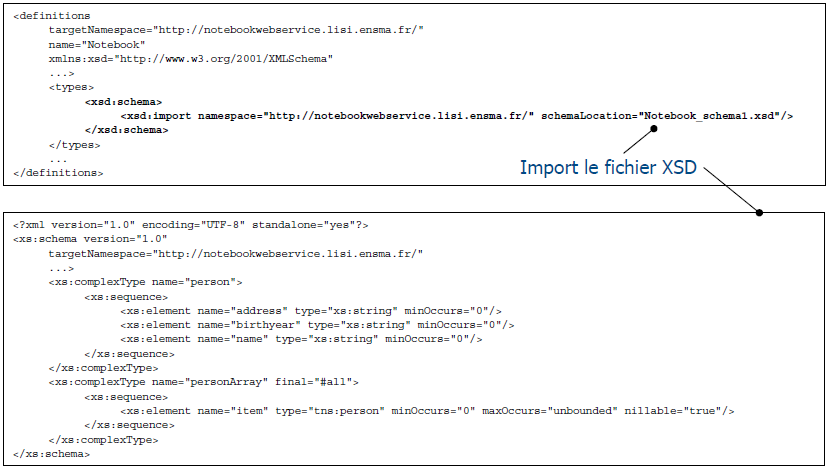 <definitions
targetNamespace="http://notebookwebservice.lisi.ensma.fr/"
name="Notebook"
xmlns:xsd="http://www.w3.org/2001/XMLSchema"
...>
<types>
<xsd:schema>
<xsd:import namespace="http://notebookwebservice.lisi.ensma.fr/" schemaLocation="Notebook_schema1.xsd"/>
</xsd:schema>
</types>
...
</definitions>
Import le fichier XSD
<?xml version="1.0" encoding="UTF-8" standalone="yes"?>
<xs:schema version="1.0"
targetNamespace="http://notebookwebservice.lisi.ensma.fr/"
...>
<xs:complexType name="person">
<xs:sequence>
<xs:element name="address" type="xs:string" minOccurs="0"/>
<xs:element name="birthyear" type="xs:string" minOccurs="0"/>
<xs:element name="name" type="xs:string" minOccurs="0"/>
</xs:sequence>
</xs:complexType>
<xs:complexType name="personArray" final="#all">
<xs:sequence>
<xs:element name="item" type="tns:person" minOccurs="0" maxOccurs="unbounded" nillable="true"/>
</xs:sequence>
</xs:complexType>
</xs:schema>